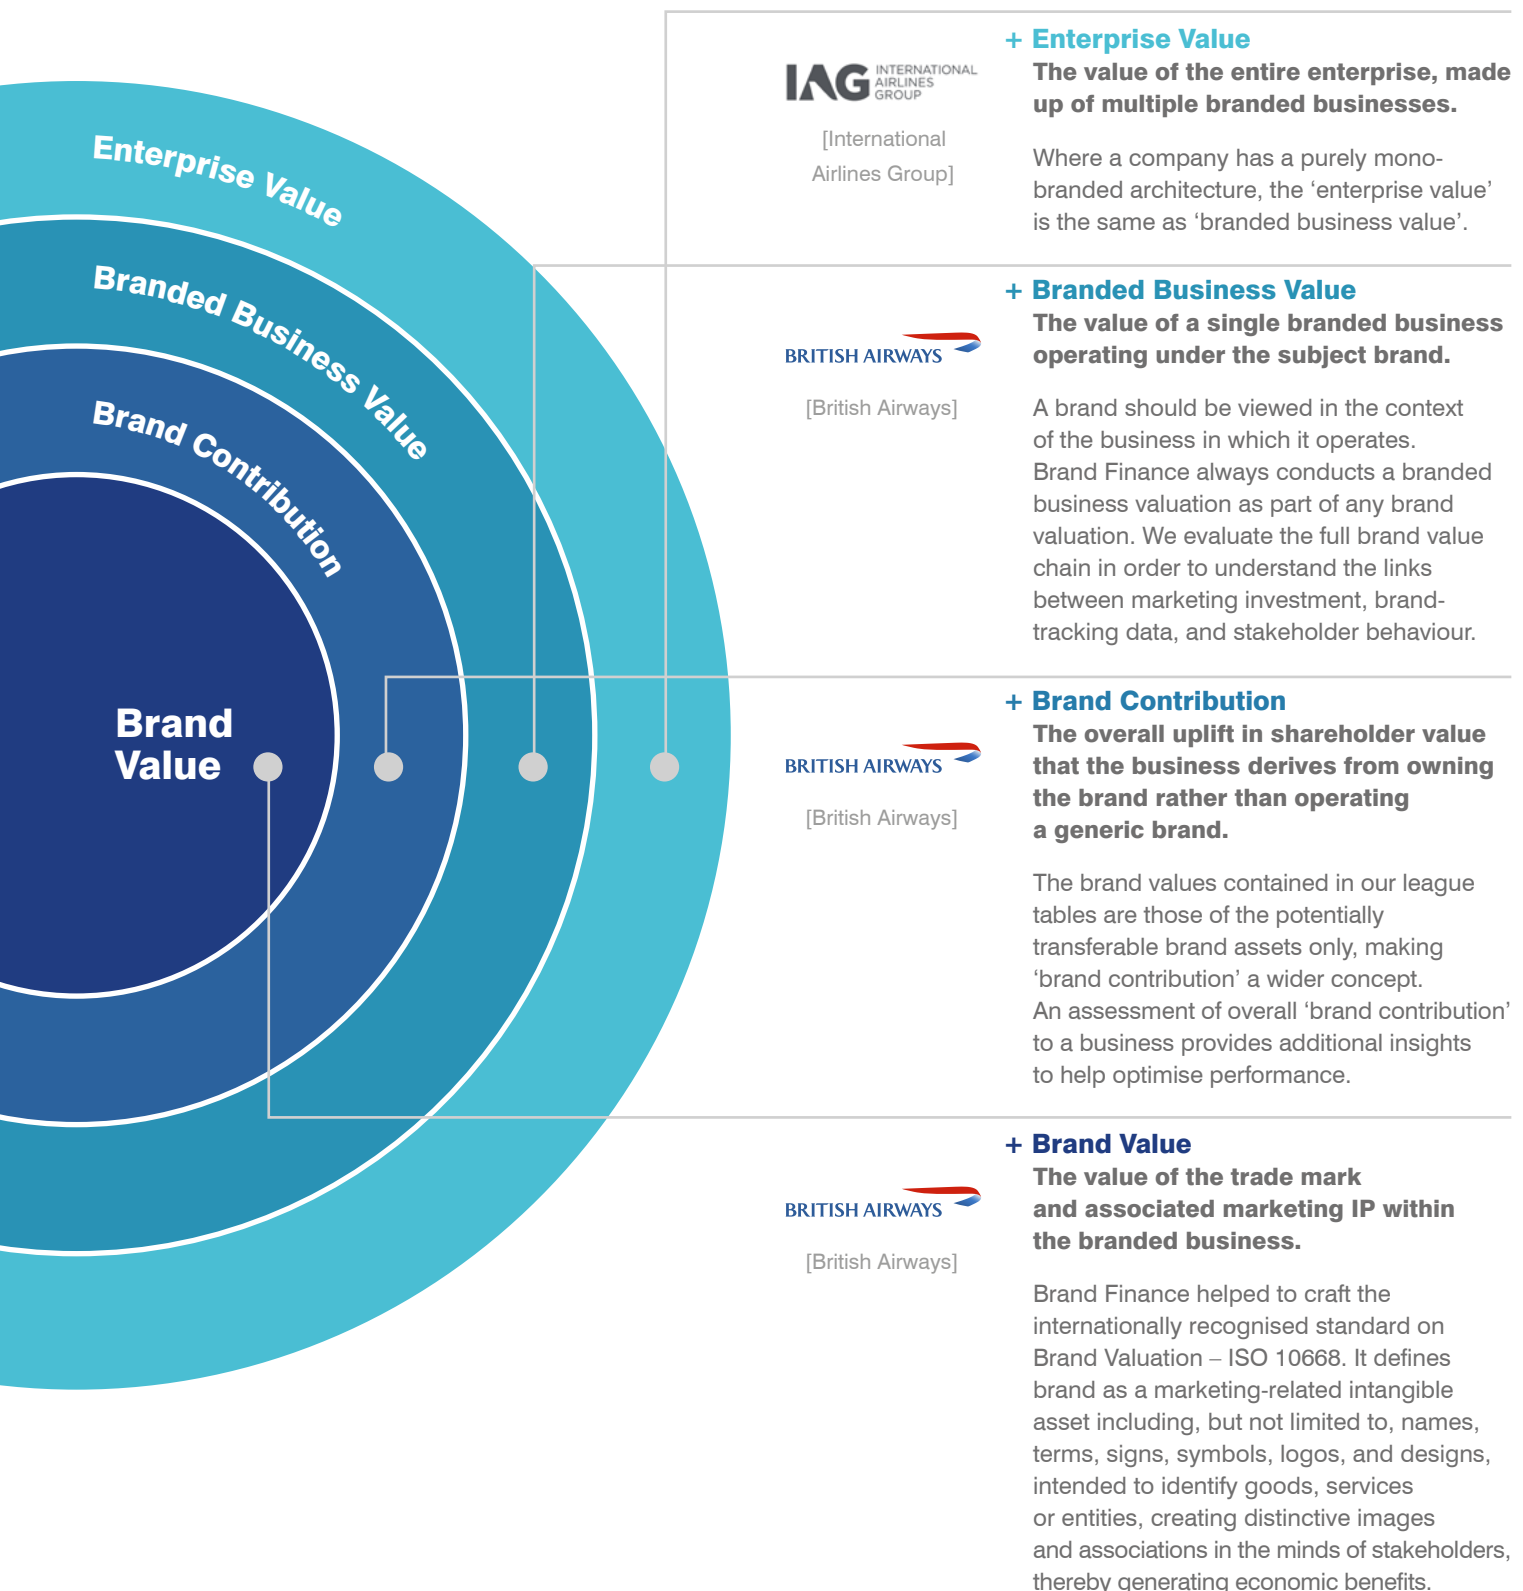 Enterprise Value
Branded Business Value
Brand Contribution
Brand
Value
IAG INTERNATIONAL
AIRLINES
GROUP
[International
Airlines Group]
+ Enterprise Value
The value of the entire enterprise, made
up of multiple branded businesses.
Where a company has a purely mono-
branded architecture, the ‘enterprise value’
is the same as ‘branded business value’.
BRITISH AIRWAYS
[British Airways]
+ Branded Business Value
The value of a single branded business
operating under the subject brand.
A brand should be viewed in the context
of the business in which it operates.
Brand Finance always conducts a branded
business valuation as part of any brand
valuation. We evaluate the full brand value
chain in order to understand the links
between marketing investment, brand-
tracking data, and stakeholder behaviour.
BRITISH AIRWAYS
[British Airways]
+ Brand Contribution
The overall uplift in shareholder value
that the business derives from owning
the brand rather than operating
a generic brand.
The brand values contained in our league
tables are those of the potentially
transferable brand assets only, making
‘brand contribution’ a wider concept.
An assessment of overall ‘brand contribution’
to a business provides additional insights
to help optimise performance.
BRITISH AIRWAYS
[British Airways]
+ Brand Value
The value of the trade mark
and associated marketing IP within
the branded business.
Brand Finance helped to craft the
internationally recognised standard on
Brand Valuation – ISO 10668. It defines
brand as a marketing-related intangible
asset including, but not limited to, names,
terms, signs, symbols, logos, and designs,
intended to identify goods, services
or entities, creating distinctive images
and associations in the minds of stakeholders,
thereby generating economic benefits.